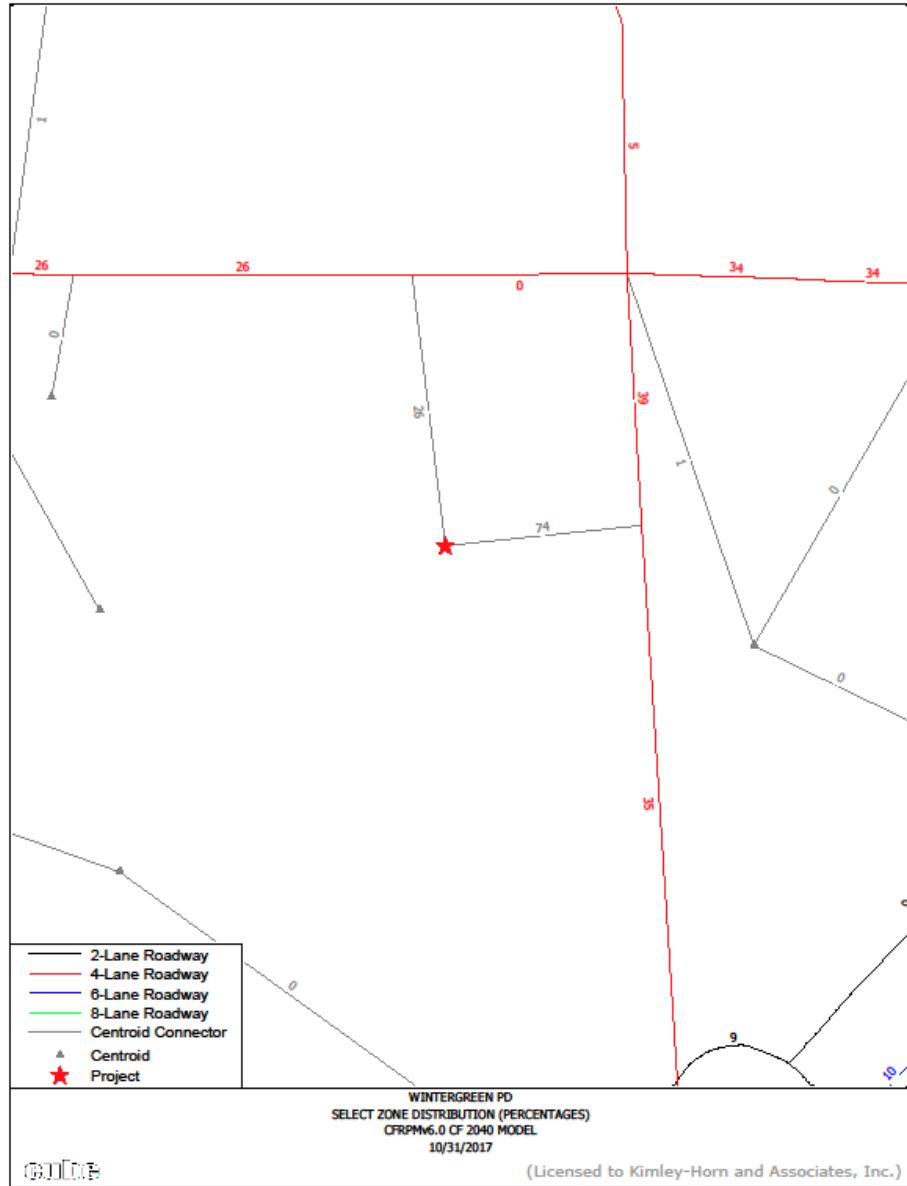 1
5
26
26
34
34
0
0
39
26
1
0
74
0
35
9
0
9
10
2-Lane Roadway
4-Lane Roadway
6-Lane Roadway
8-Lane Roadway
Centroid Connector
Centroid
Project
WINTERGREEN PD
SELECT ZONE DISTRIBUTION (PERCENTAGES)
CFRPMv6.0 CF 2040 MODEL
10/31/2017
cube
(Licensed to Kimley-Horn and Associates, Inc.)